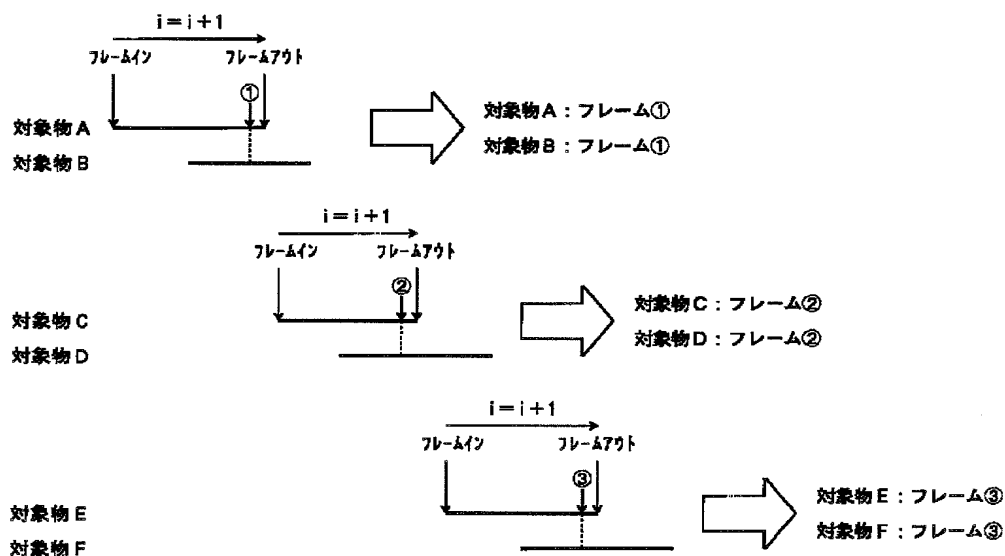 i=i+1
フレームイン フレームアウト
①
対象物A
対象物B
対象物A:フレーム①
対象物B:フレーム①
i=i+1
フレームイン フレームアウト
②
対象物C
対象物D
対象物C:フレーム②
対象物D:フレーム②
i=i+1
フレームイン フレームアウト
③
対象物E
対象物F
対象物E:フレーム③
対象物F:フレーム③